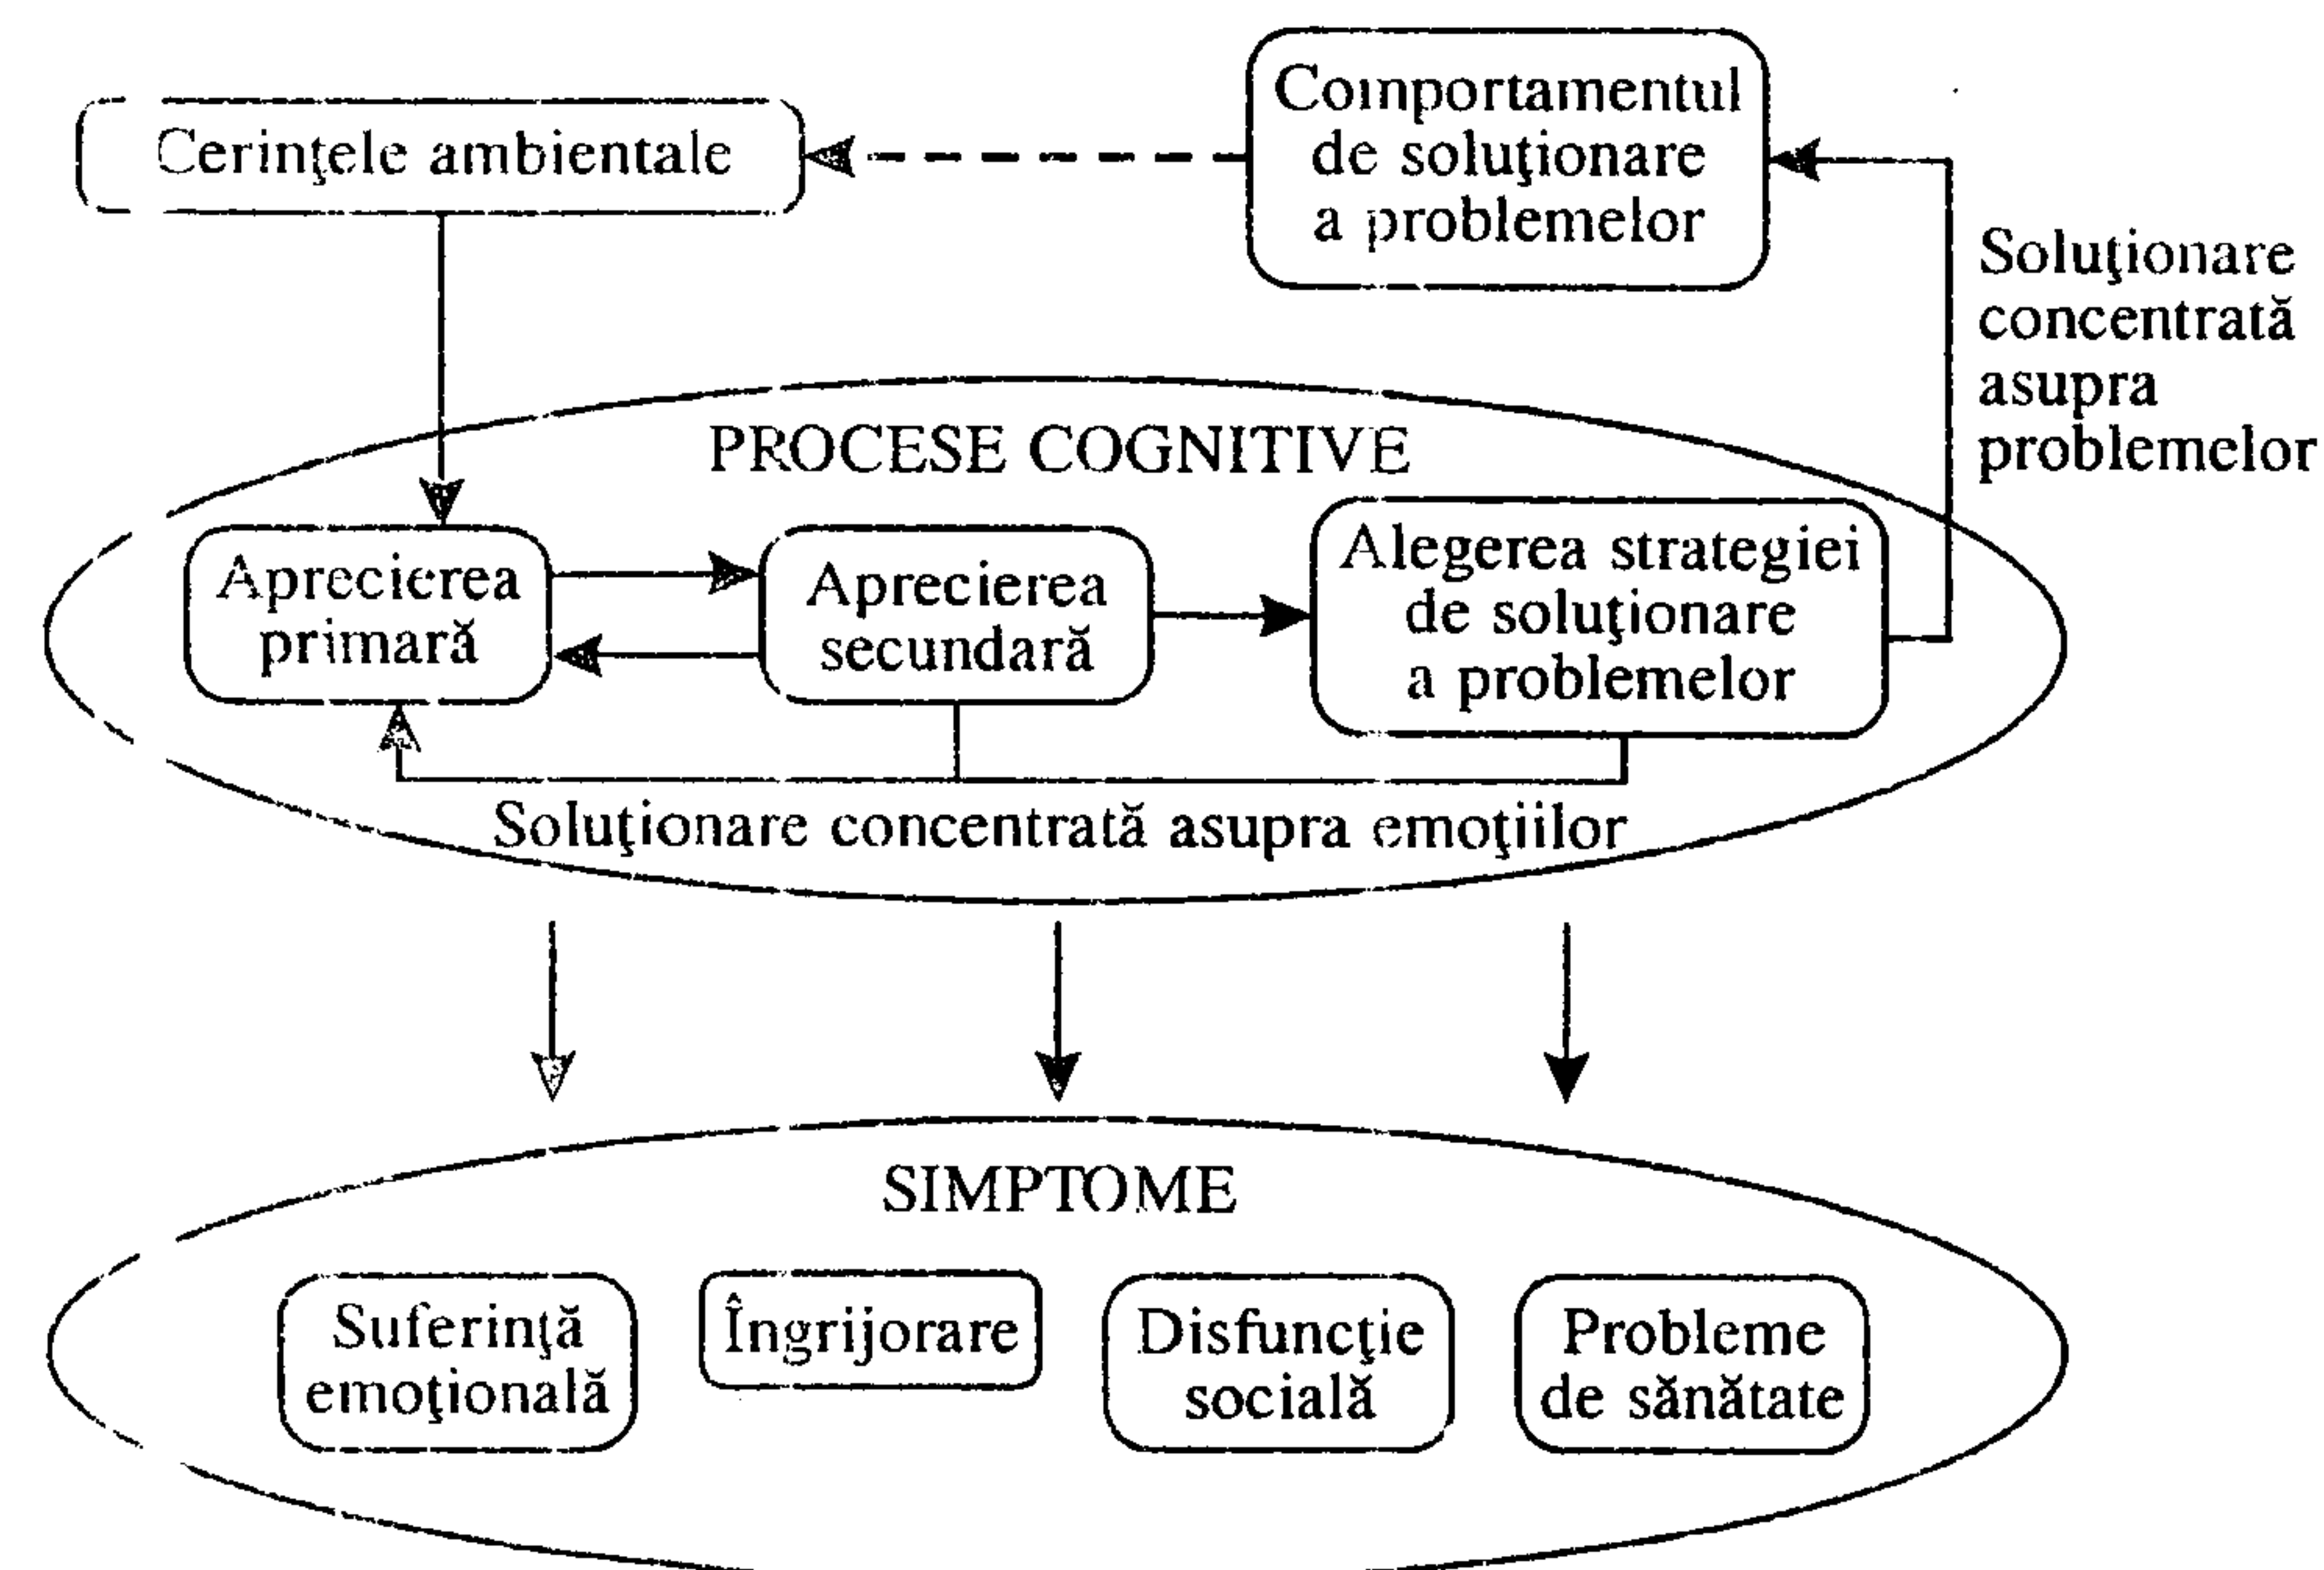 Cerinţele ambientale
Comportamentul
de soluţionare
a problemelor
Soluţionare
concentrată
asupra
problemelor
PROCESE COGNITIVE
Aprecierea
primară
Aprecierea
secundară
Alegerea strategiei
de soluţionare
a problemelor
Soluţionare concentrată asupra emoţiilor
SIMPTOME
Suferinţă
emoţională
Îngrijorare
Disfuncţie
socială
Probleme
de sănătate